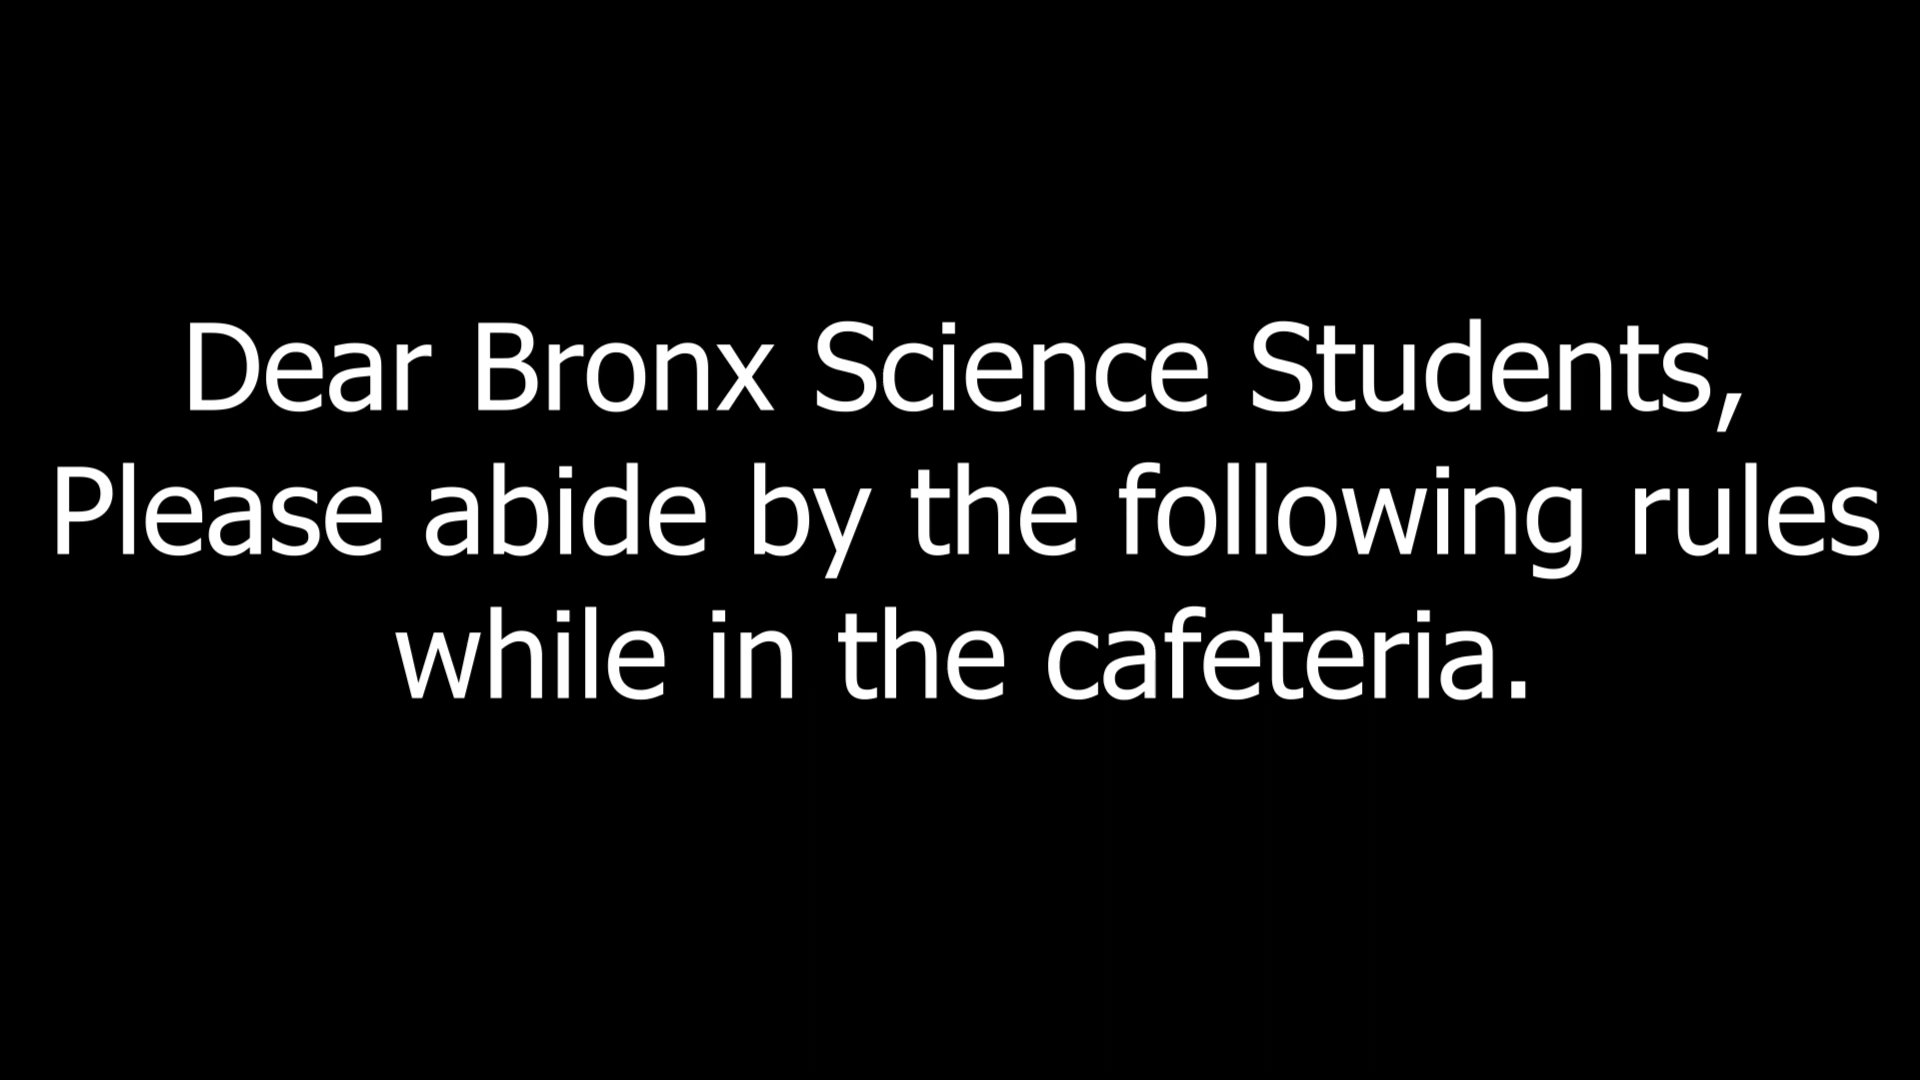 Dear Bronx Science Students,
Please abide by the following rules
while in the cafeteria.